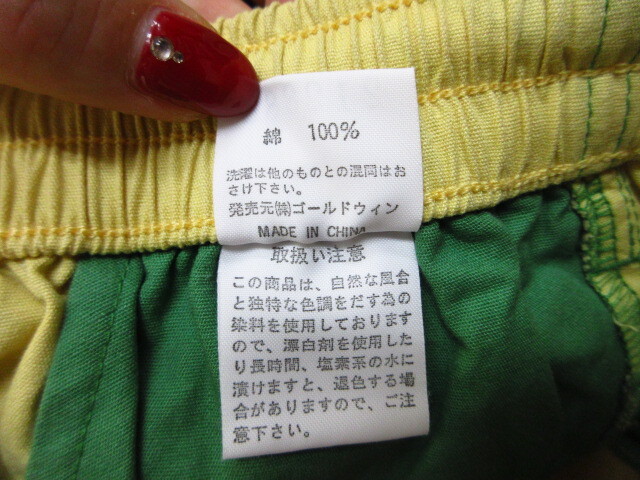 綿 100%
洗濯は他のものとの混同はお
さけ下さい。
発売元㈱ゴールドウィン
MADE IN CHINA
取扱い注意
この商品は、自然な風合
と独特な色調をだす為の
染料を使用しております
ので、漂白剤を使用した
り長時間、塩素系の水に
漬けますと、退色する場
合がありますので、ご注
意下さい。